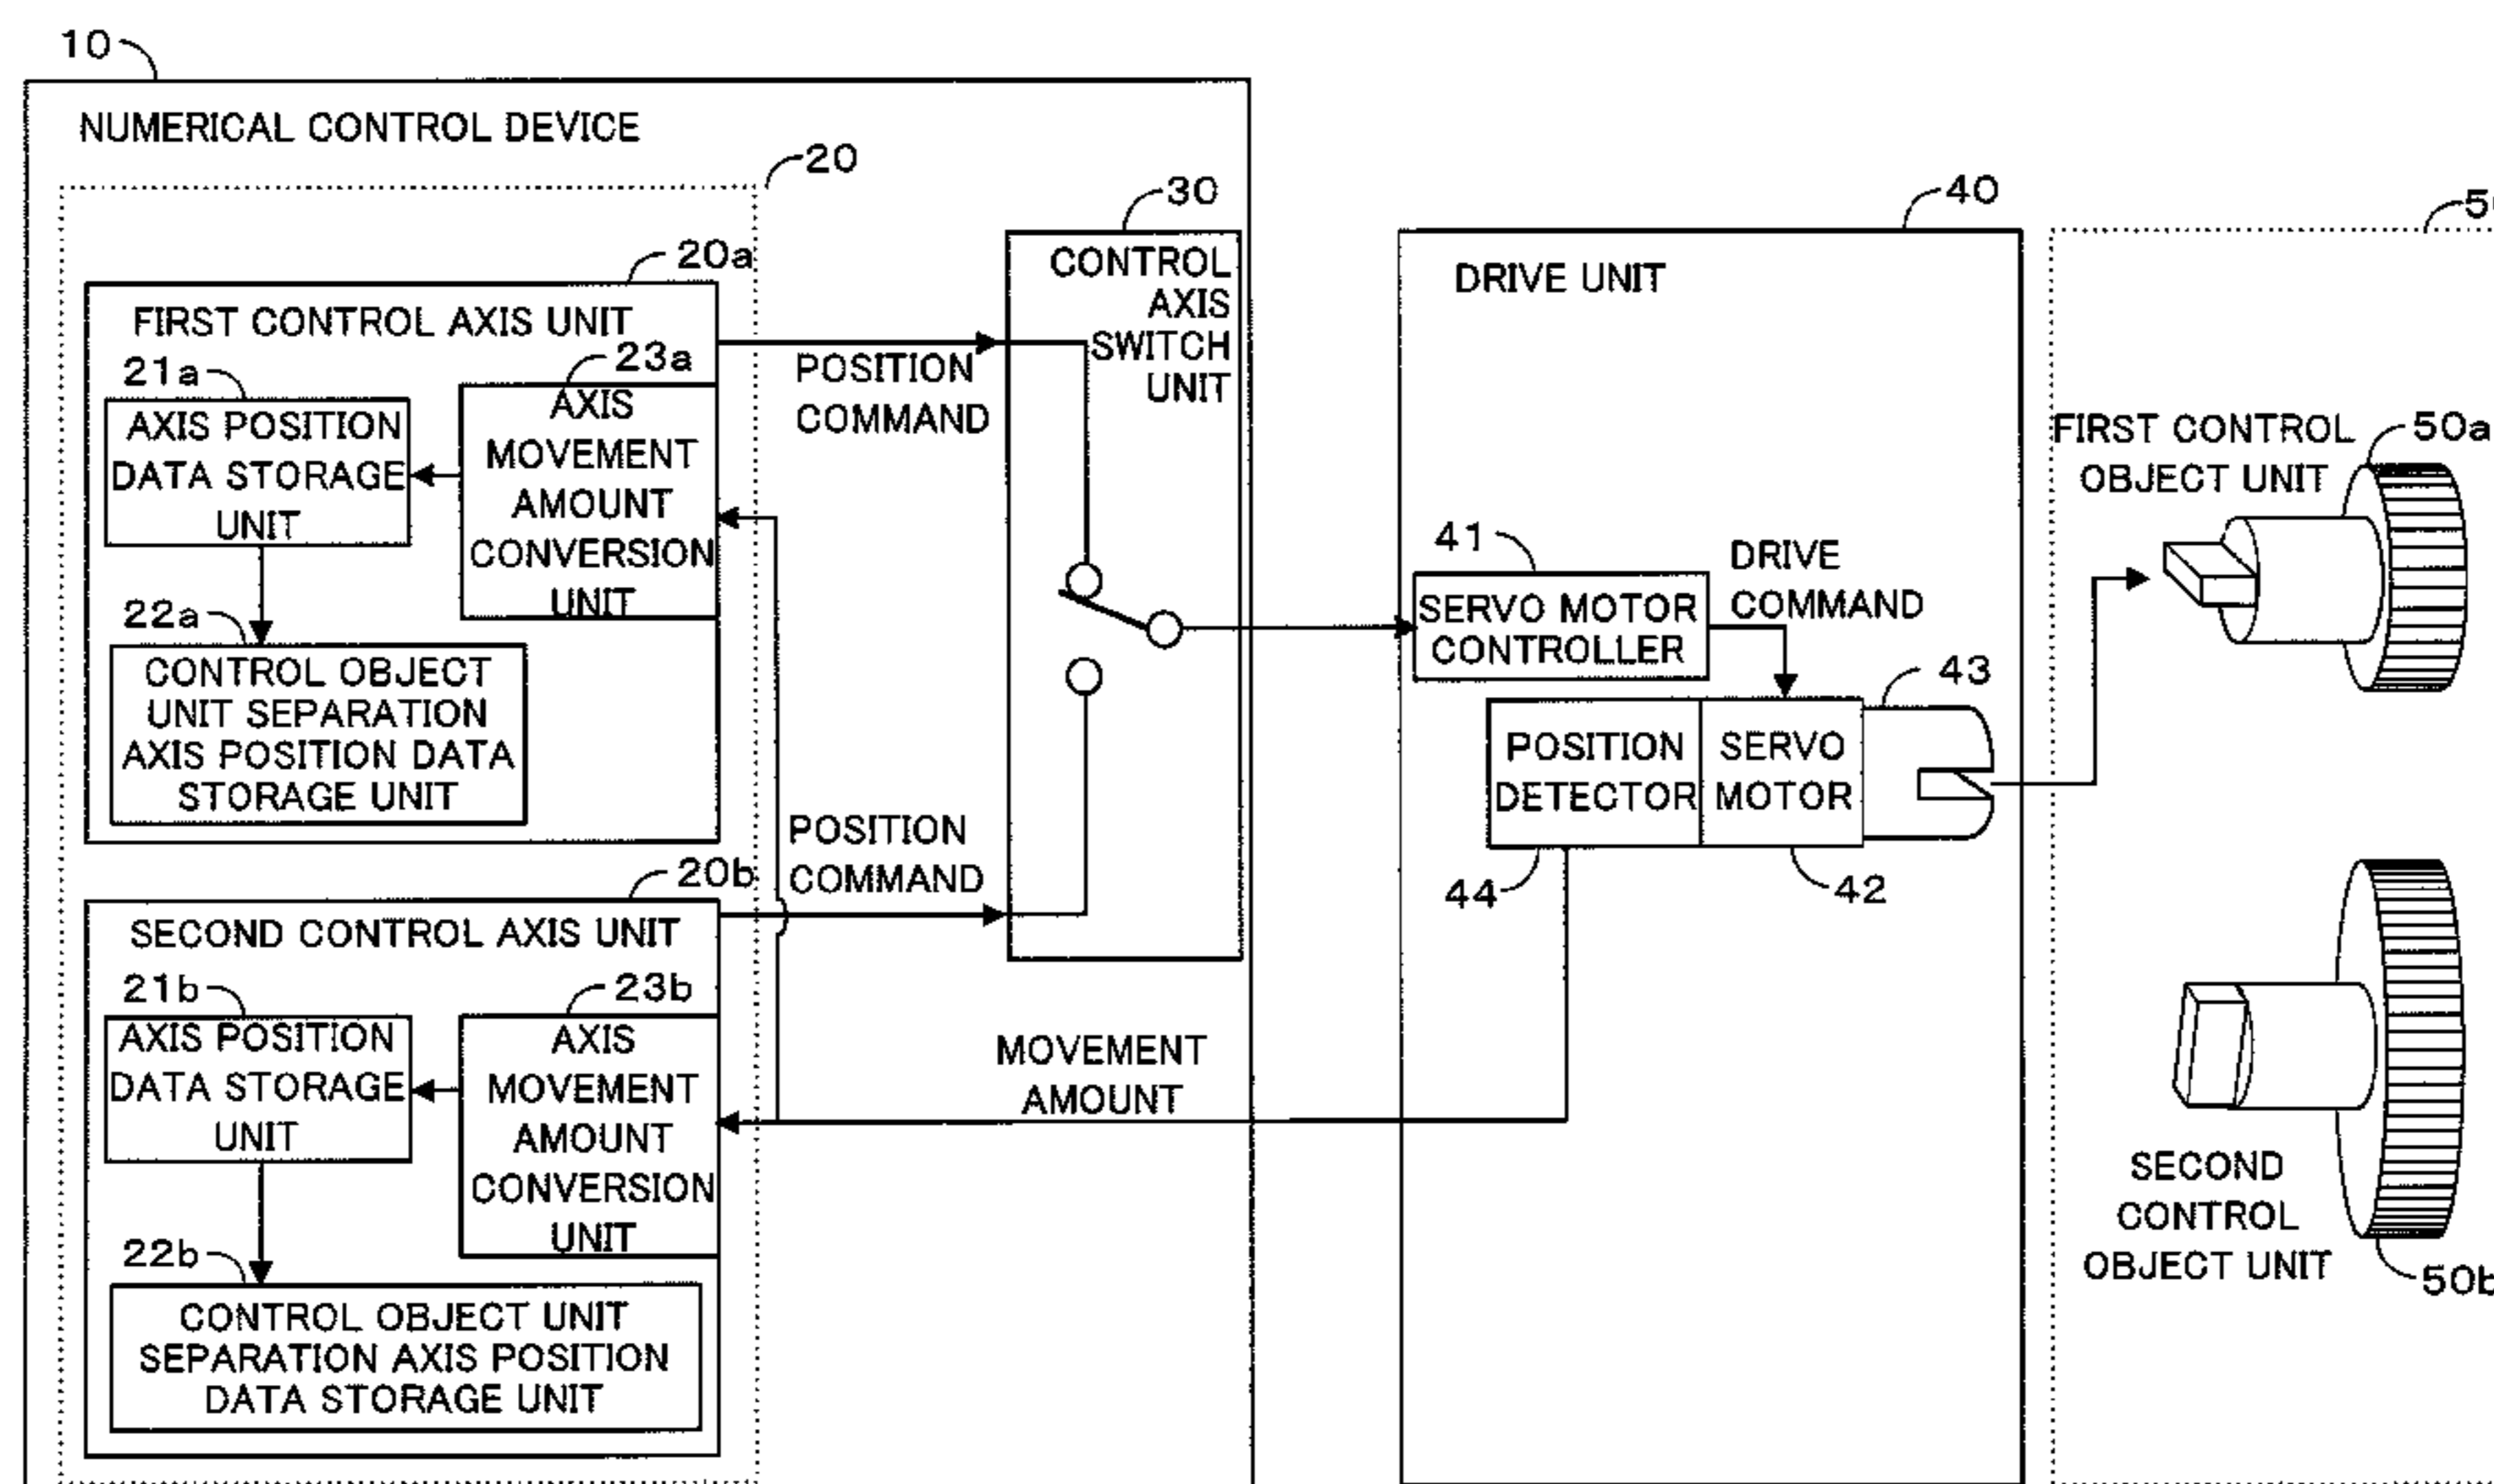 10
NUMERICAL CONTROL DEVICE
20
20a
FIRST CONTROL AXIS UNIT
21a
AXIS POSITION
DATA STORAGE
UNIT
23a
AXIS
MOVEMENT
AMOUNT
CONVERSION
UNIT
22a
CONTROL OBJECT
UNIT SEPARATION
AXIS POSITION DATA
STORAGE UNIT
POSITION
COMMAND
30
CONTROL
AXIS
SWITCH
UNIT
20b
SECOND CONTROL AXIS UNIT
21b
AXIS POSITION
DATA STORAGE
UNIT
23b
AXIS
MOVEMENT
AMOUNT
CONVERSION
UNIT
22b
CONTROL OBJECT UNIT
SEPARATION AXIS POSITION
DATA STORAGE UNIT
POSITION
COMMAND
MOVEMENT
AMOUNT
40
DRIVE UNIT
41
SERVO MOTOR
CONTROLLER
DRIVE
COMMAND
43
POSITION
DETECTOR
SERVO
MOTOR
44
42
FIRST CONTROL
OBJECT UNIT
50a
SECOND
CONTROL
OBJECT UNIT
50b